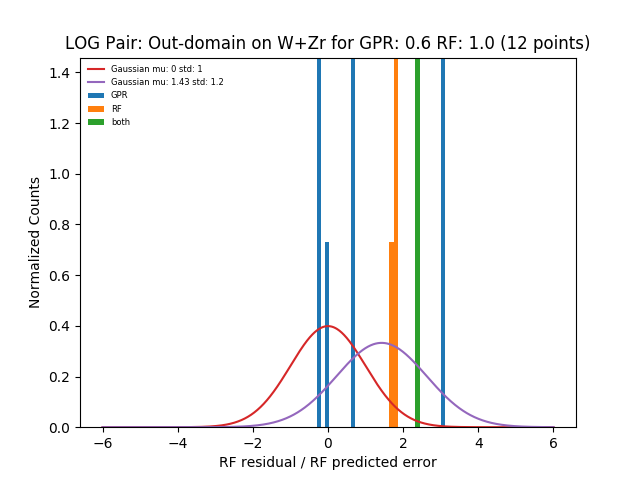 LOG Pair: Out-domain on W+Zr for GPR: 0.6 RF: 1.0 (12 points)
Gaussian mu: 0 std: 1
Gaussian mu: 1.43 std: 1.2
GPR
RF
both
1.4
1.2
1.0
0.8
0.6
0.4
0.2
0.0
Normalized Counts
−6 −4 −2 0 2 4 6
RF residual / RF predicted error